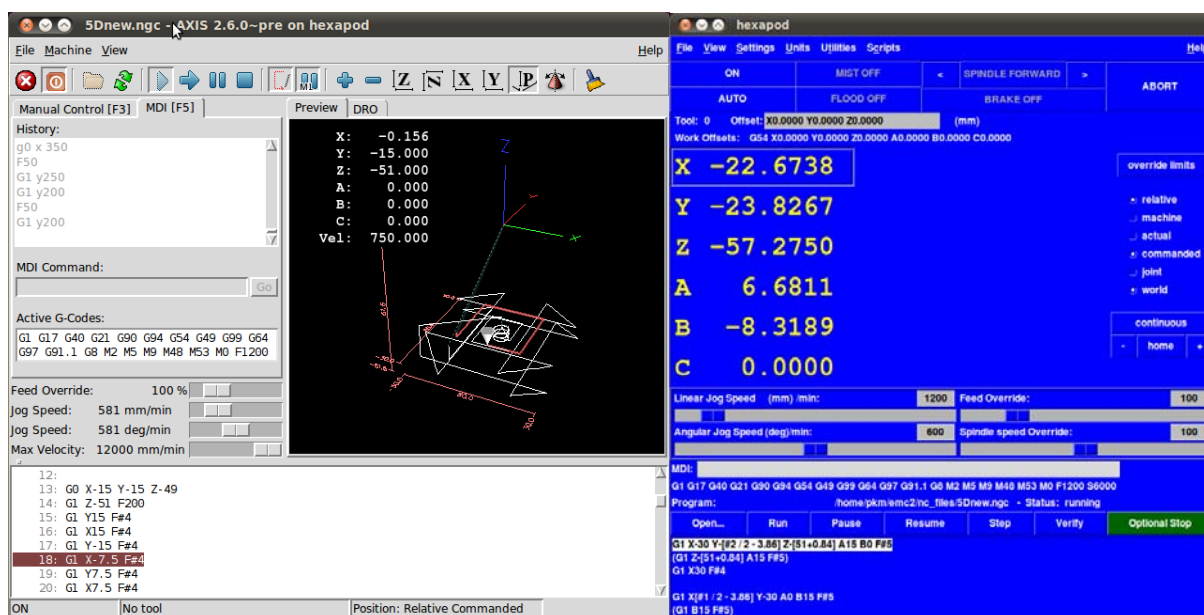 5Dnew.ngc - AXIS 2.6.0~pre on hexapod
File Machine View Help
Manual Control [F3] MDI [F5]
History:
g0 x 350
F50
G1 y250
G1 y200
F50
G1 y200
MDI Command:
Go
Active G-Codes:
G1 G17 G40 G21 G90 G94 G54 G49 G99 G64
G97 G91.1 G8 M2 M5 M9 M48 M53 M0 F1200
Feed Override: 100 %
Jog Speed: 581 mm/min
Jog Speed: 581 deg/min
Max Velocity: 12000 mm/min
Preview DRO
X: -0.156
Y: -15.000
Z: -51.000
A: 0.000
B: 0.000
C: 0.000
Vel: 750.000
Z
X
12:
13: G0 X-15 Y-15 Z-49
14: G1 Z-51 F200
15: G1 Y15 F#4
16: G1 X15 F#4
17: G1 Y-15 F#4
18: G1 X-7.5 F#4
19: G1 Y7.5 F#4
20: G1 X7.5 F#4
ON No tool Position: Relative Commanded
hexapod
File View Settings Units Utilities Scripts Help
ON MIST OFF < SPINDLE FORWARD > ABORT
AUTO FLOOD OFF BRAKE OFF
Tool: 0 Offset: X0.0000 Y0.0000 Z0.0000 (mm)
Work Offsets: G54 X0.0000 Y0.0000 Z0.0000 A0.0000 B0.0000 C0.0000
X -22.6738
Y -23.8267
Z -57.2750
A 6.6811
B -8.3189
C 0.0000
override limits
relative
machine
actual
commanded
joint
world
continuous
- home +
Linear Jog Speed (mm) /min: 1200 Feed Override: 100
Angular Jog Speed (deg)/min: 600 Spindle speed Override: 100
MDI:
G1 G17 G40 G21 G90 G94 G54 G49 G99 G64 G97 G91.1 G8 M2 M5 M9 M48 M53 M0 F1200 S6000
Program: /home/pkm/emc2/nc_files/5Dnew.ngc - Status: running
Open... Run Pause Resume Step Verify Optional Stop
G1 X-30 Y-[#2 / 2 - 3.86] Z-[51+0.84] A15 B0 F#5
(G1 Z-[51+0.84] A15 F#5)
G1 X30 F#4
G1 X[#1 / 2 - 3.86] Y-30 A0 B15 F#5
(G1 B15 F#5)